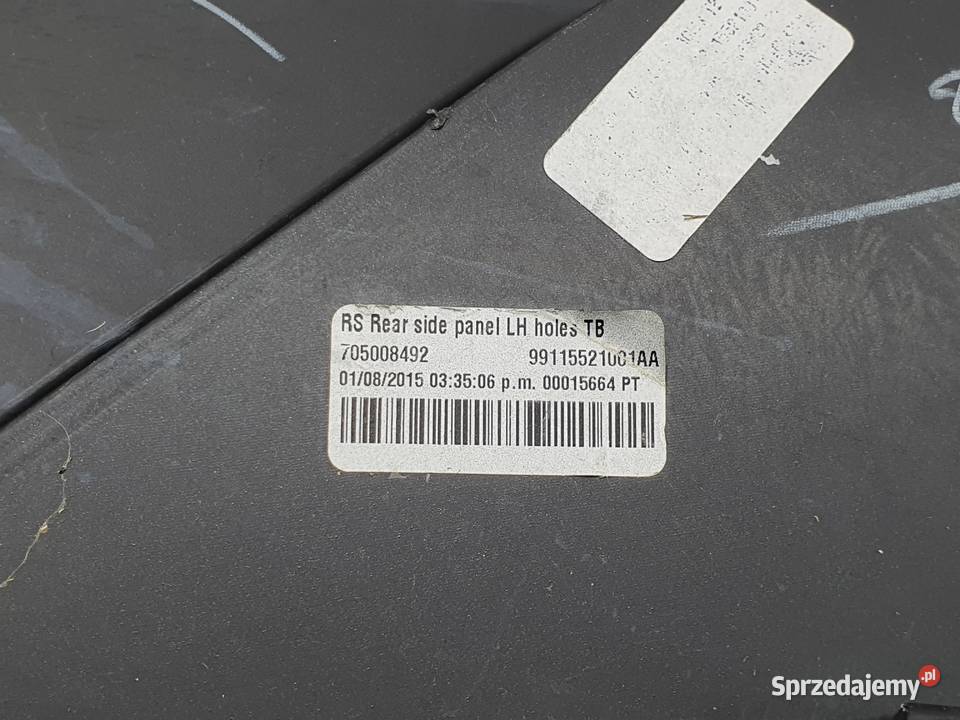 RS Rear side panel LH holes TB
705008492 99115521001AA
01/08/2015 03:35:06 p.m. 00015664 PT
Sprzedajemy.pl